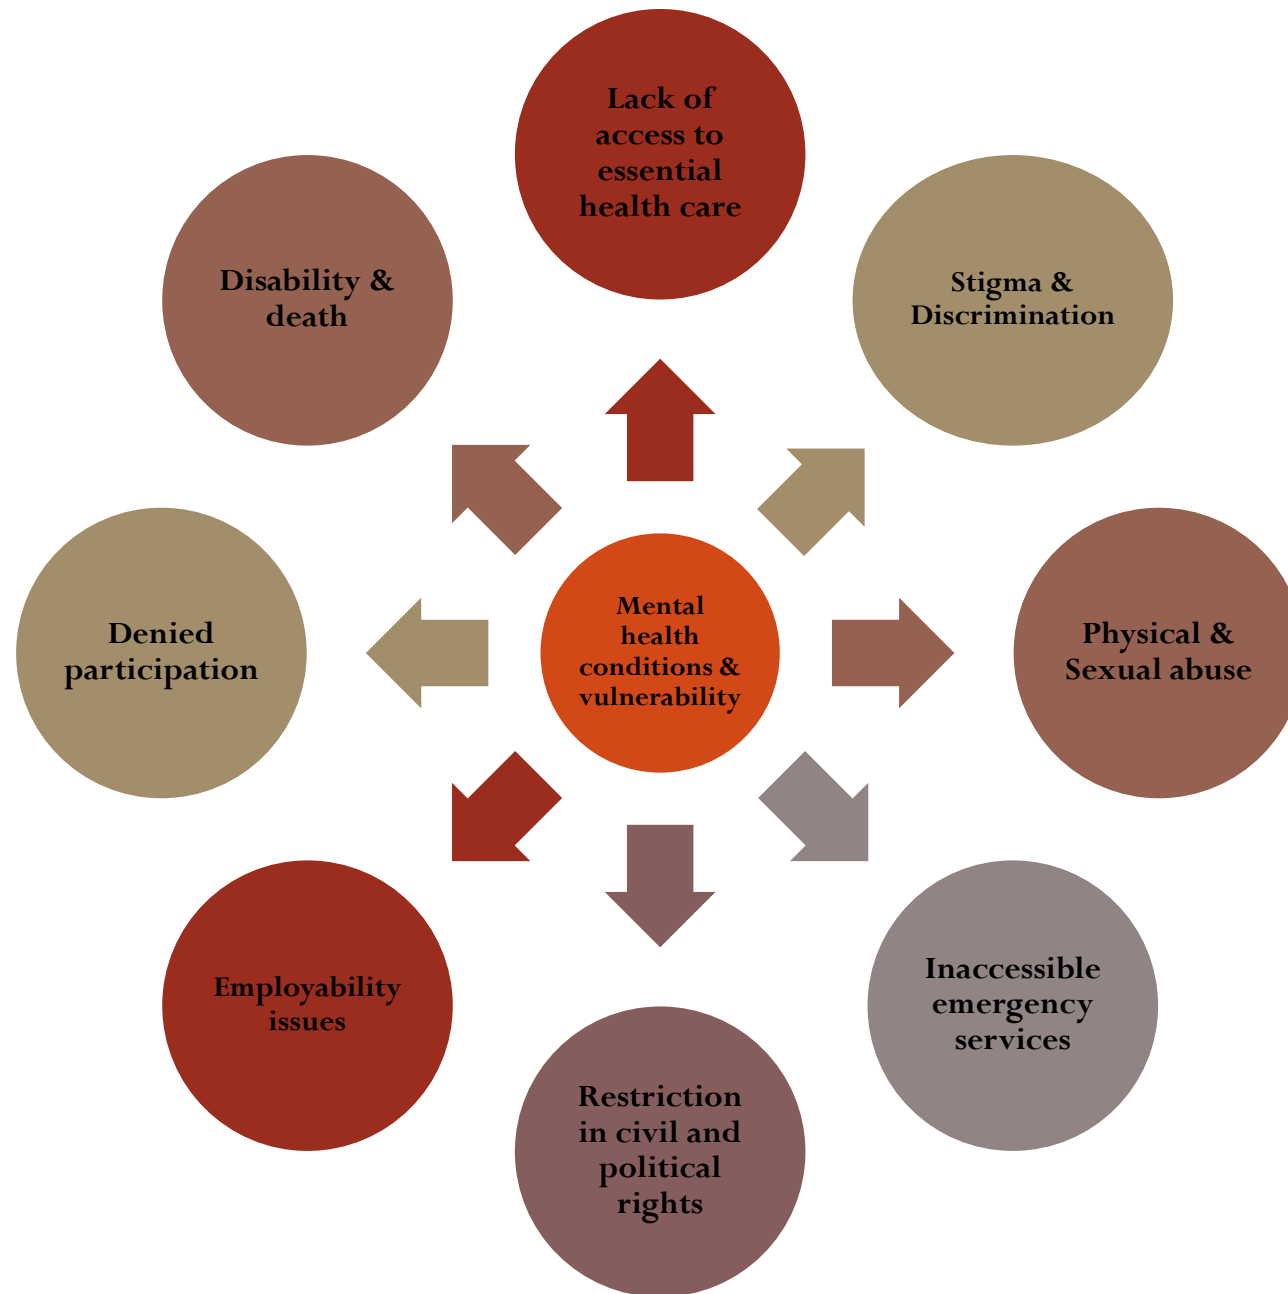 Lack of
access to
essential
health care
Stigma &
Discrimination
Physical &
Sexual abuse
Inaccessible
emergency
services
Restriction
in civil and
political
rights
Employability
issues
Denied
participation
Disability &
death
Mental
health
conditions &
vulnerability